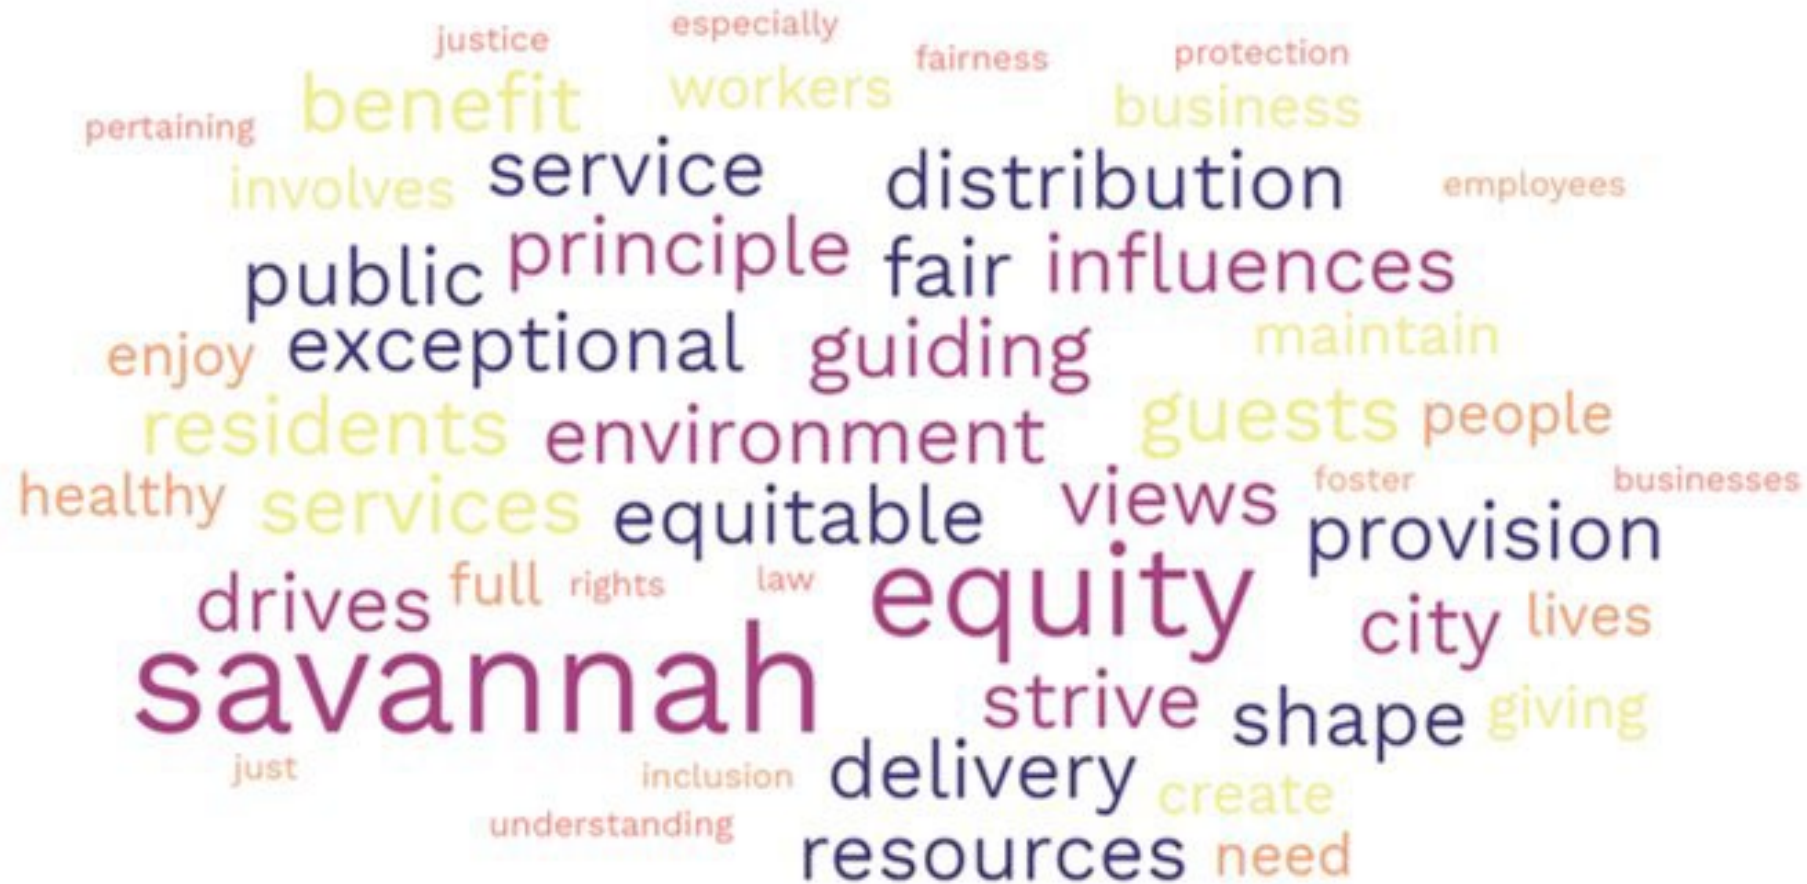 especially
justice fairness protection
benefit workers business
pertaining
service distribution
involves employees
principle fair influences
public
exceptional guiding maintain
enjoy
residents environment guests people
healthy services views foster businesses
equitable provision
drives full rights law equity city lives
savannah strive shape giving
just inclusion delivery create
understanding
resources need